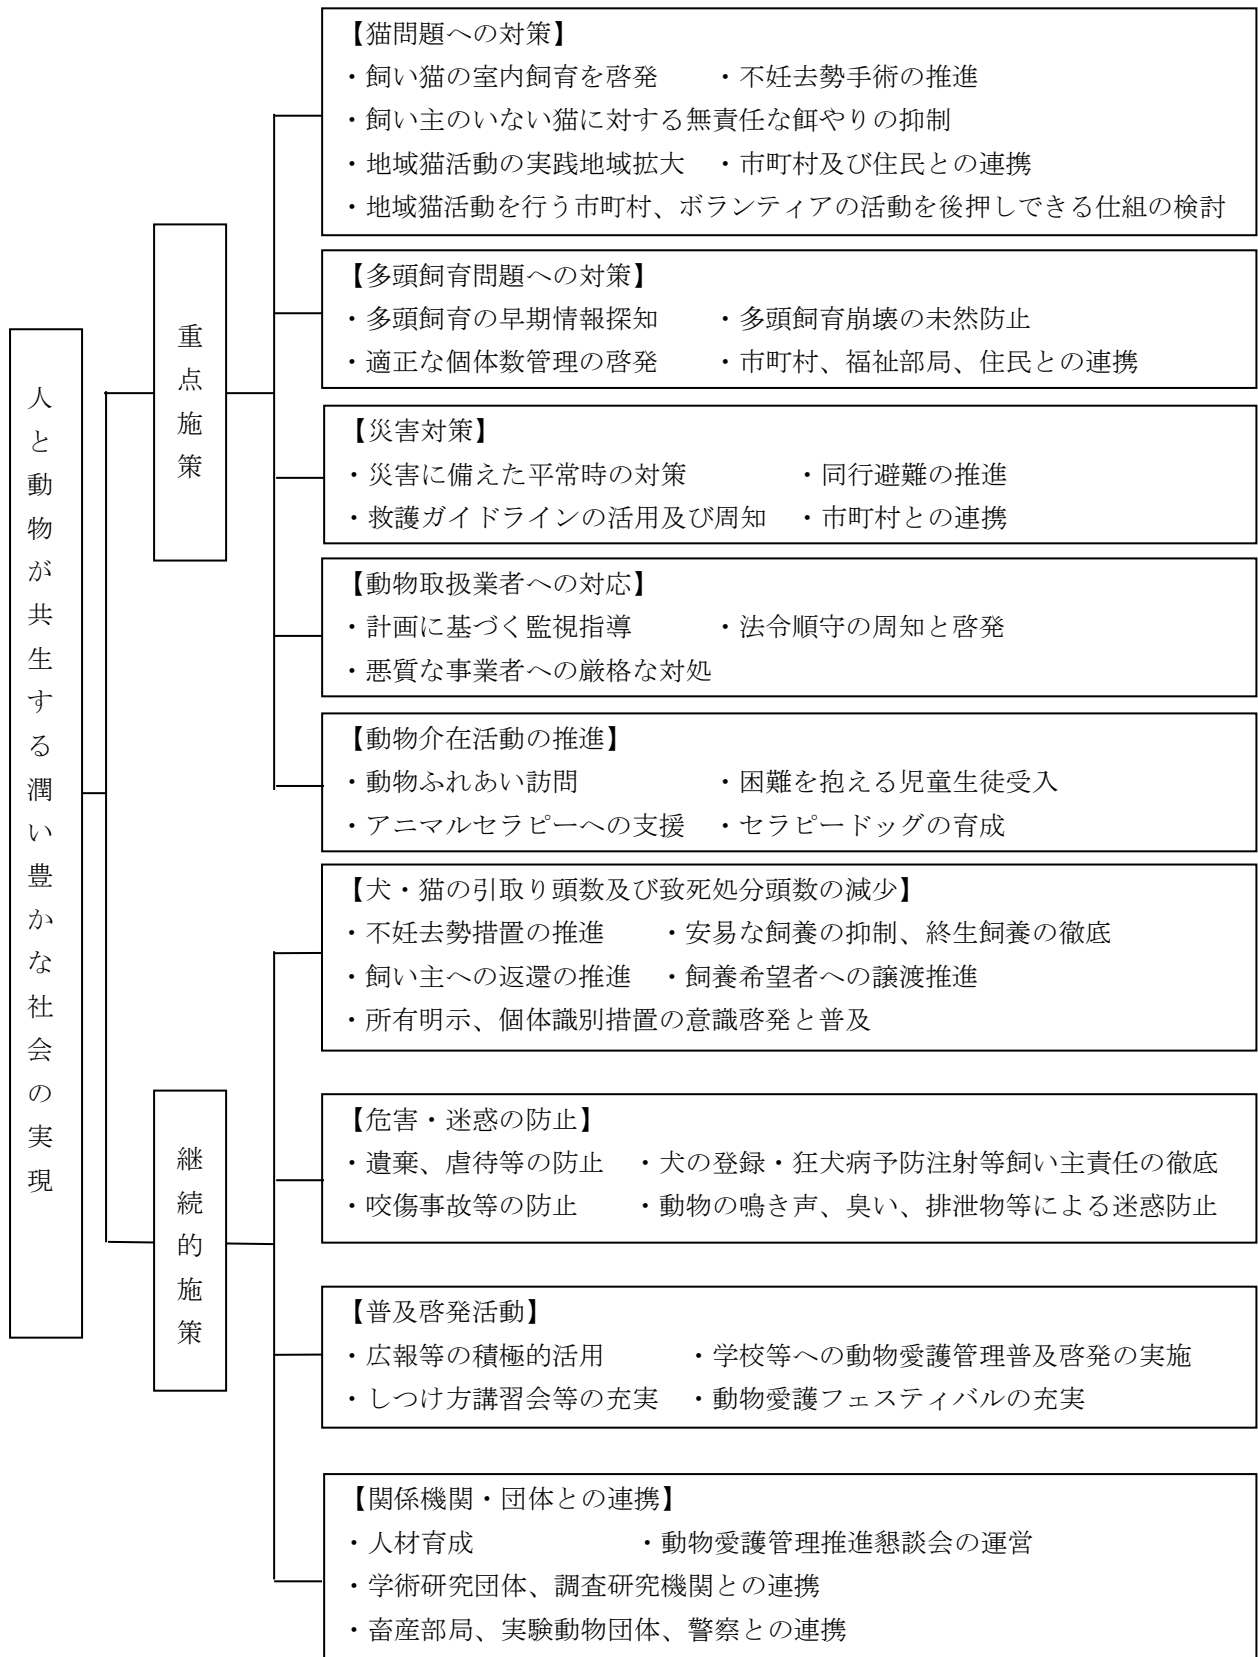 人と動物が共生する潤い豊かな社会の実現
重点施策
【猫問題への対策】
・飼い猫の室内飼育を啓発　・不妊去勢手術の推進
・飼い主のいない猫に対する無責任な餌やりの抑制
・地域猫活動の実践地域拡大　・市町村及び住民との連携
・地域猫活動を行う市町村、ボランティアの活動を後押しできる仕組の検討
【多頭飼育問題への対策】
・多頭飼育の早期情報探知　・多頭飼育崩壊の未然防止
・適正な個体数管理の啓発　・市町村、福祉部局、住民との連携
【災害対策】
・災害に備えた平常時の対策　・同行避難の推進
・救護ガイドラインの活用及び周知　・市町村との連携
【動物取扱業者への対応】
・計画に基づく監視指導　・法令順守の周知と啓発
・悪質な事業者への厳格な対処
【動物介在活動の推進】
・動物ふれあい訪問　・困難を抱える児童生徒受入
・アニマルセラピーへの支援　・セラピードッグの育成
継続的施策
【犬・猫の引取り頭数及び致死処分頭数の減少】
・不妊去勢措置の推進　・安易な飼養の抑制、終生飼養の徹底
・飼い主への返還の推進　・飼養希望者への譲渡推進
・所有明示、個体識別措置の意識啓発と普及
【危害・迷惑の防止】
・遺棄、虐待等の防止　・犬の登録・狂犬病予防注射等飼い主責任の徹底
・咬傷事故等の防止　・動物の鳴き声、臭い、排泄物等による迷惑防止
【普及啓発活動】
・広報等の積極的活用　・学校等への動物愛護管理普及啓発の実施
・しつけ方講習会等の充実　・動物愛護フェスティバルの充実
【関係機関・団体との連携】
・人材育成　・動物愛護管理推進懇談会の運営
・学術研究団体、調査研究機関との連携
・畜産部局、実験動物団体、警察との連携